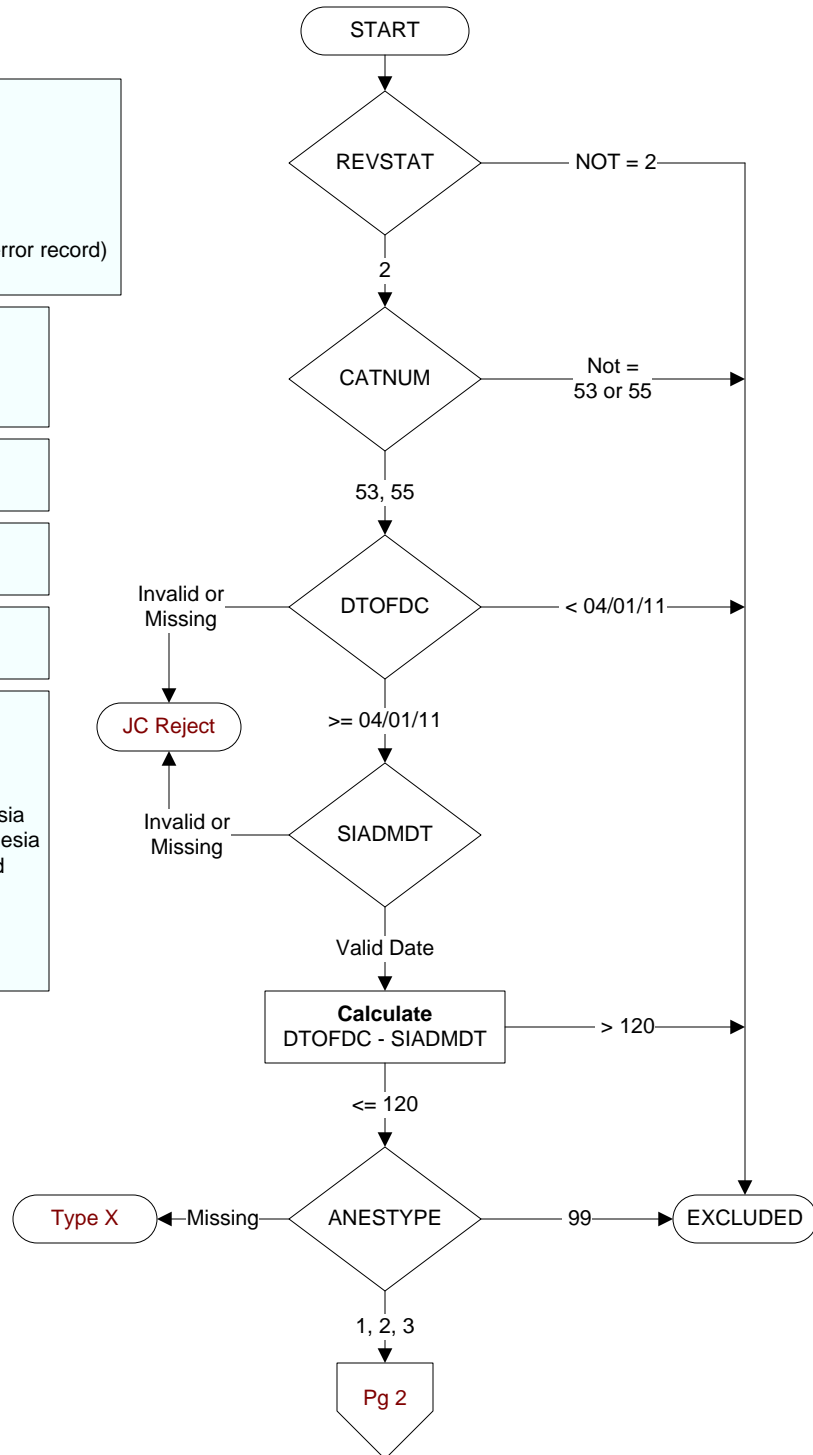 START
REVSTAT
NOT = 2
rror record)
2
CATNUM
Not =
53 or 55
53, 55
Invalid or
Missing
DTOFDC
< 04/01/11
JC Reject
>= 04/01/11
sia
esia
d
Invalid or
Missing
SIADMDT
Valid Date
Calculate
DTOFDC - SIADMDT
> 120
<= 120
Type X
Missing
ANESTYPE
99
EXCLUDED
1, 2, 3
Pg 2